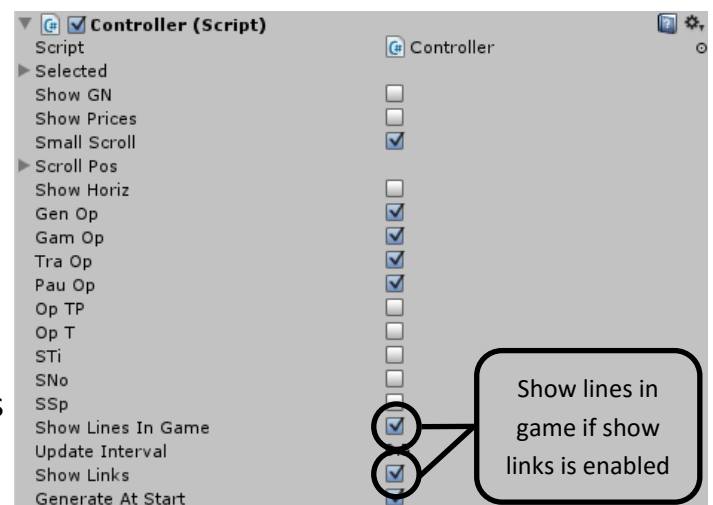 Controller (Script)
Script Controller
Selected
Show GN
Show Prices
Small Scroll
Scroll Pos
Show Horiz
Gen Op
Gam Op
Tra Op
Pau Op
Op TP
Op T
STi
SNo
s
SSp
Show Lines In Game
Update Interval
Show Links
Generate At Start
Show lines in
game if show
links is enabled